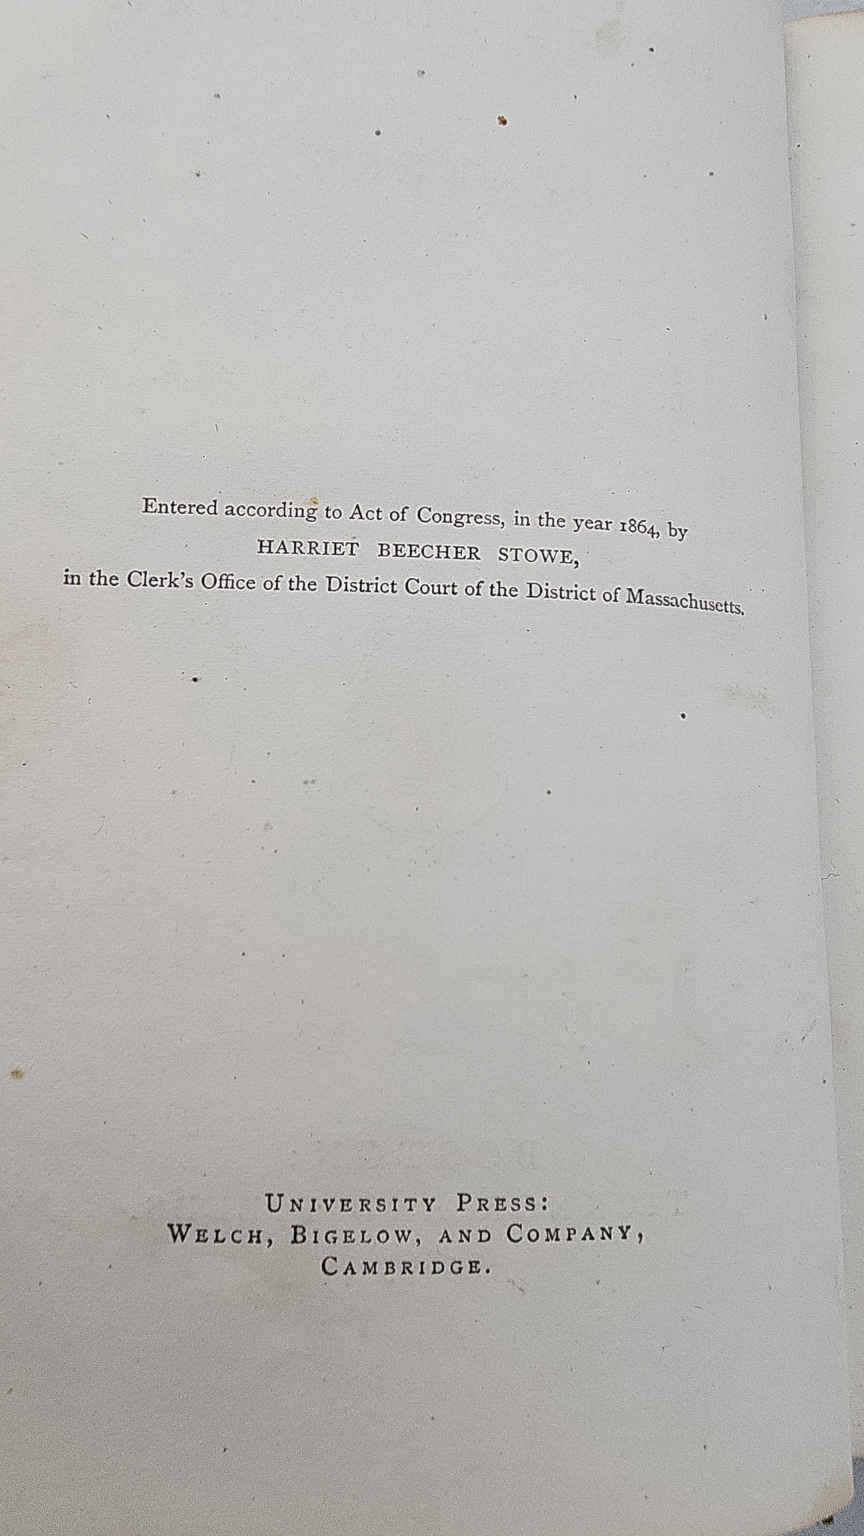 Entered according to Act of Congress, in the year 1864, by
HARRIET BEECHER STOWE,
in the Clerk's Office of the District Court of the District of Massachusetts.
UNIVERSITY PRESS:
WELCH, BIGELOW, AND COMPANY,
CAMBRIDGE.